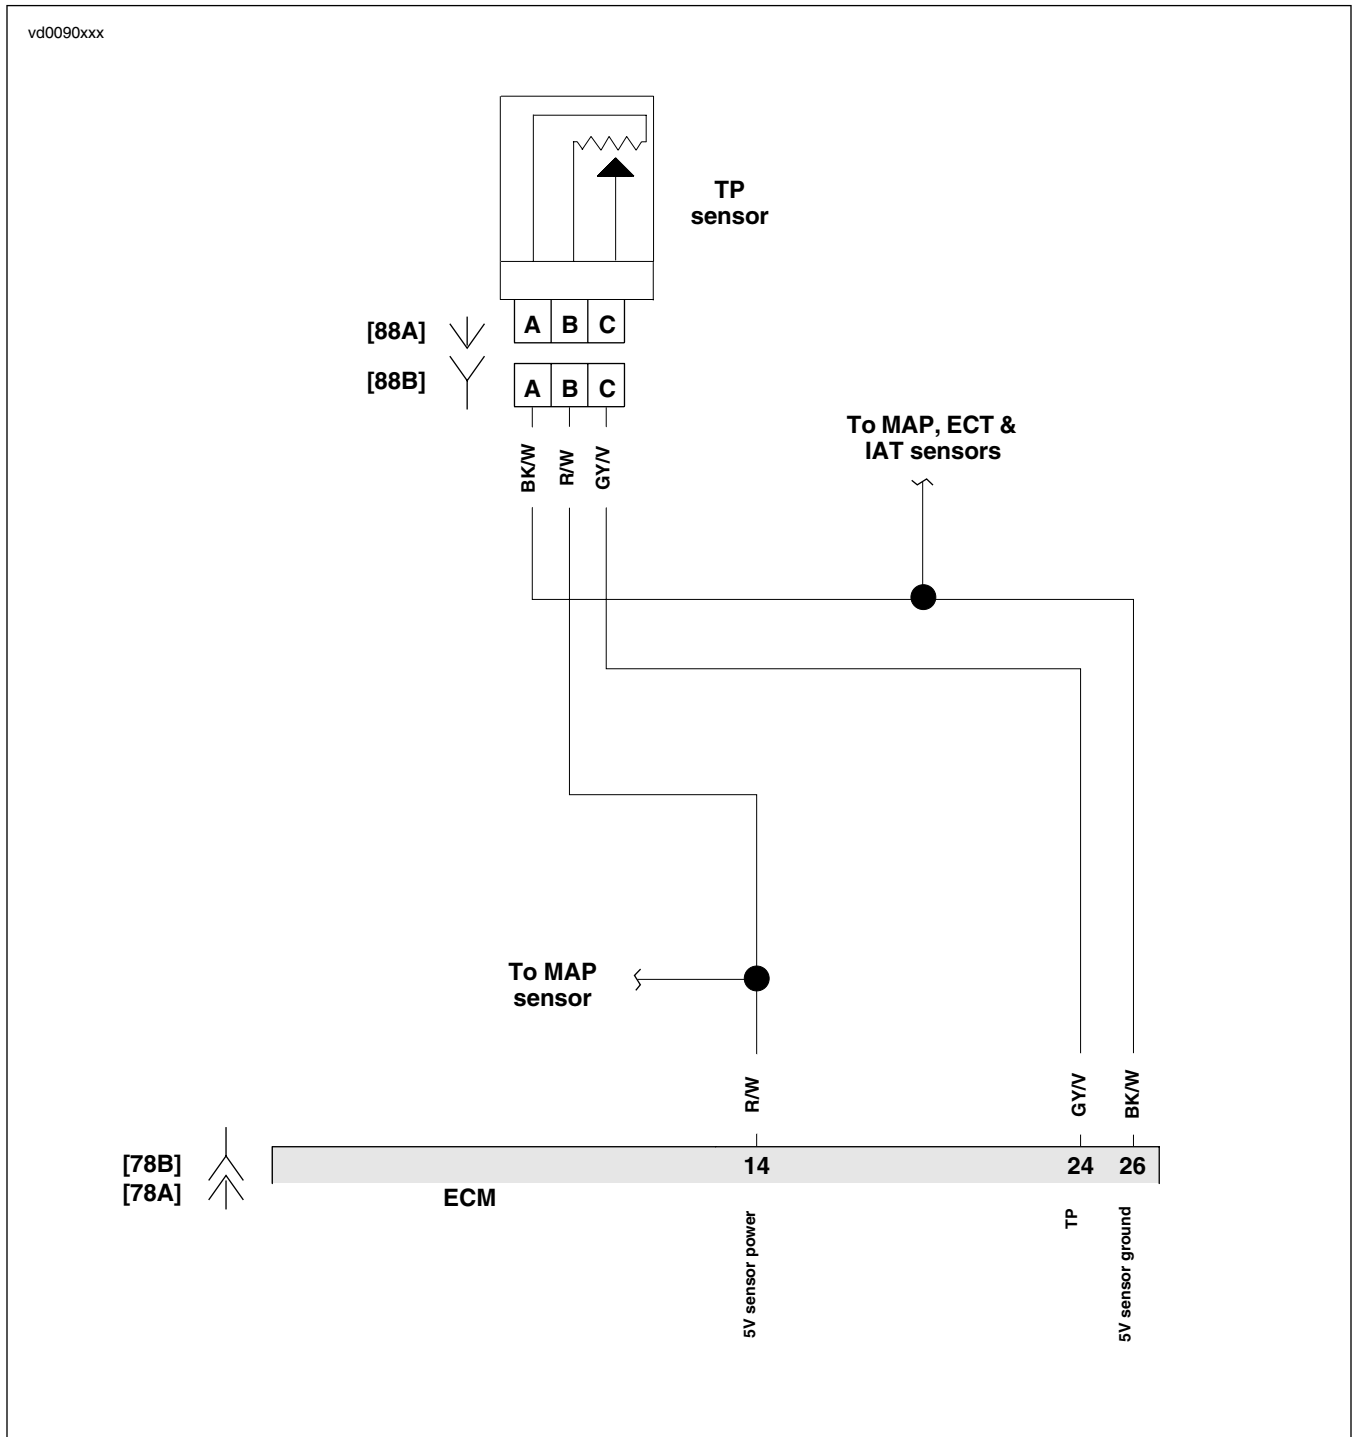 vd0090xxx
TP
sensor
[88A]
A B C
[88B]
A B C
BK/W
R/W
GY/V
To MAP, ECT &
IAT sensors
To MAP
sensor
R/W
GY/V
BK/W
[78B]
14 24 26
[78A]
ECM
5V sensor power
TP
5V sensor ground